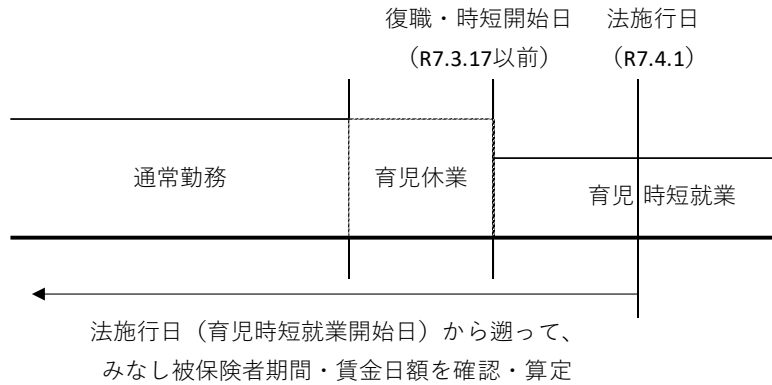 復職・時短開始日
（R7.3.17以前）
法施行日
（R7.4.1）
通常勤務
育児休業
育児時短就業
法施行日（育児時短就業開始日）から遡って、
みなし被保険者期間・賃金日額を確認・算定